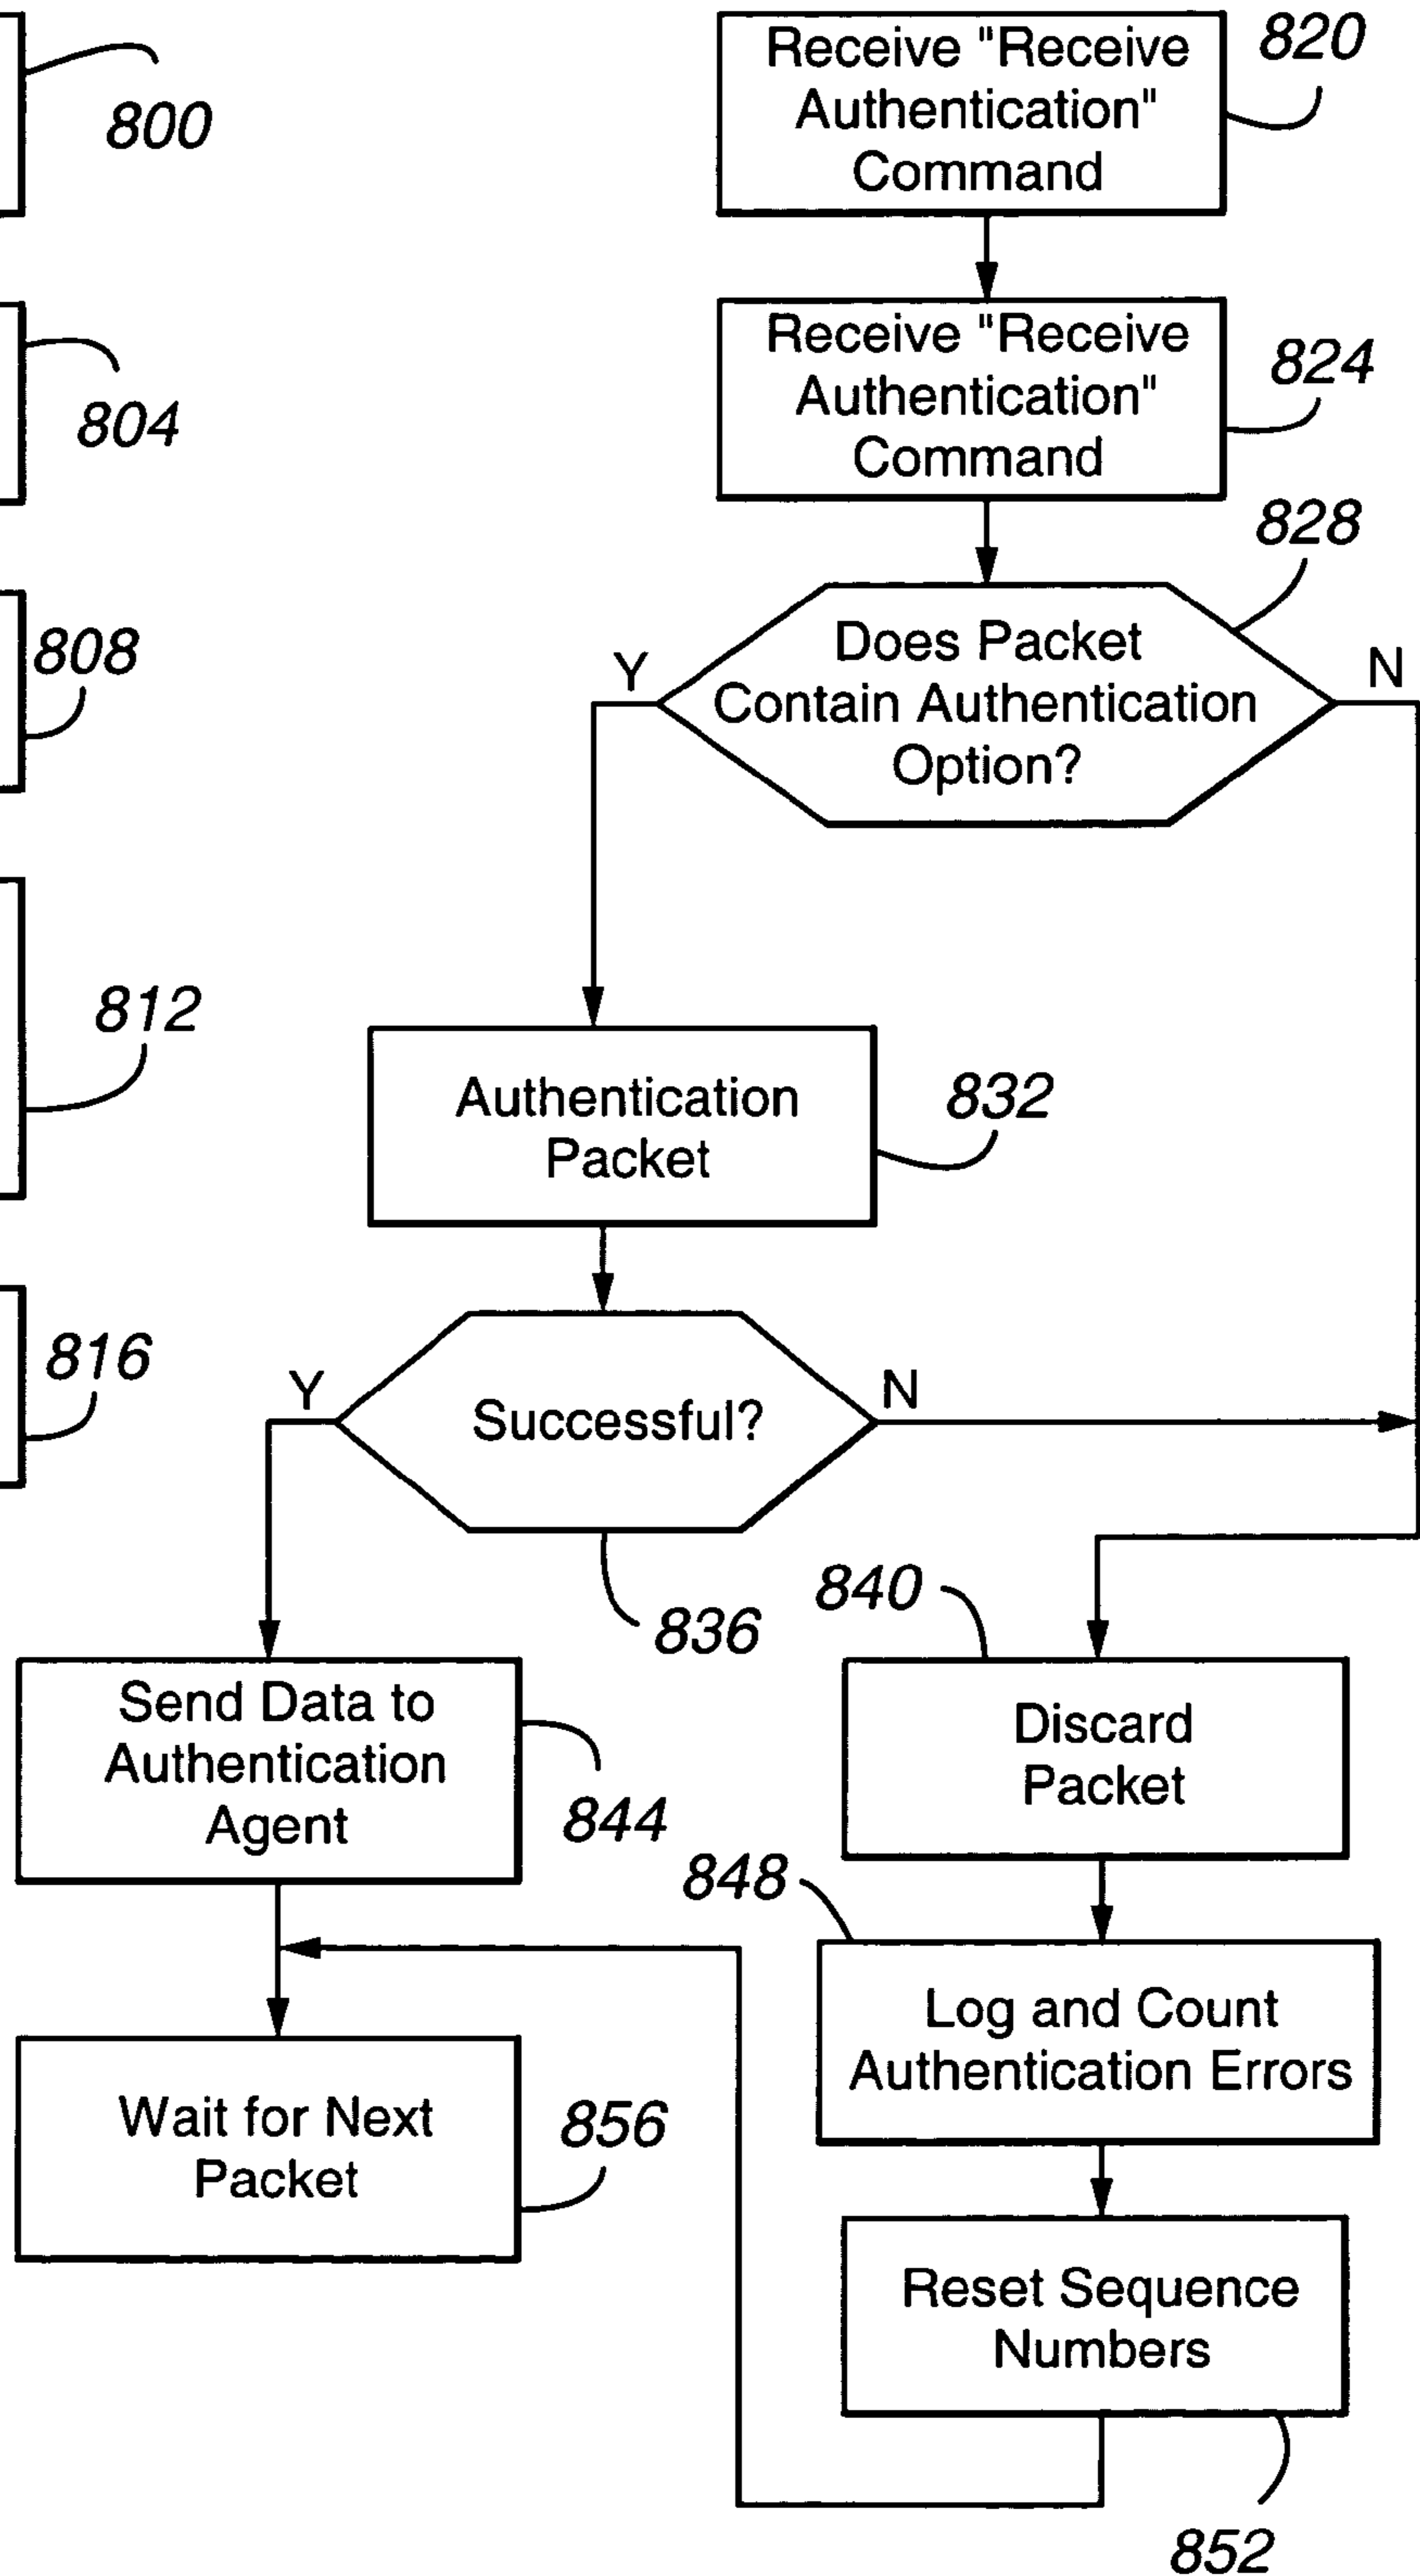 800
804
808
812
816
Receive "Receive
Authentication"
Command
820
Receive "Receive
Authentication"
Command
824
828
Does Packet
Contain Authentication
Option?
Y
N
Authentication
Packet
832
Successful?
Y
N
836
840
Send Data to
Authentication
Agent
844
Discard
Packet
848
Log and Count
Authentication Errors
Wait for Next
Packet
856
Reset Sequence
Numbers
852